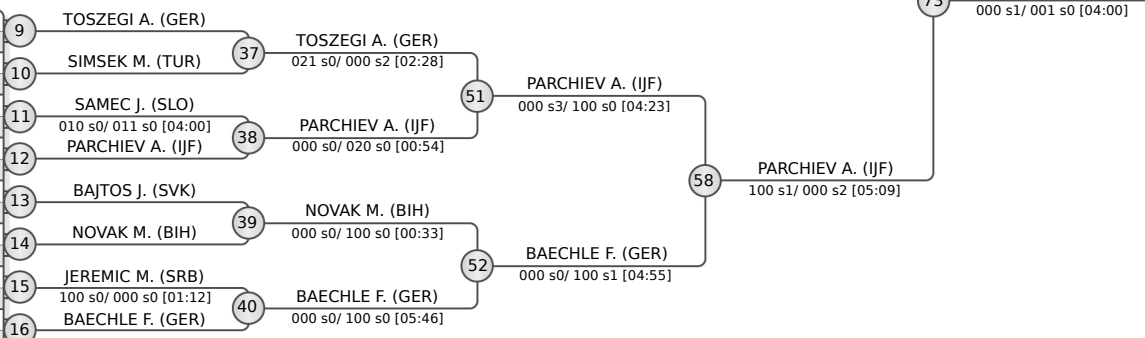 73
000 s1/ 001 s0 [04:00]
9
TOSZEGI A. (GER)
10
SIMSEK M. (TUR)
37
TOSZEGI A. (GER)
021 s0/ 000 s2 [02:28]
11
SAMEC J. (SLO)
010 s0/ 011 s0 [04:00]
12
PARCHIEV A. (IJF)
38
PARCHIEV A. (IJF)
000 s0/ 020 s0 [00:54]
51
PARCHIEV A. (IJF)
000 s3/ 100 s0 [04:23]
13
BAJTOS J. (SVK)
14
NOVAK M. (BIH)
39
NOVAK M. (BIH)
000 s0/ 100 s0 [00:33]
15
JEREMIC M. (SRB)
100 s0/ 000 s0 [01:12]
16
BAECHLE F. (GER)
40
BAECHLE F. (GER)
000 s0/ 100 s0 [05:46]
52
BAECHLE F. (GER)
000 s0/ 100 s1 [04:55]
58
PARCHIEV A. (IJF)
100 s1/ 000 s2 [05:09]